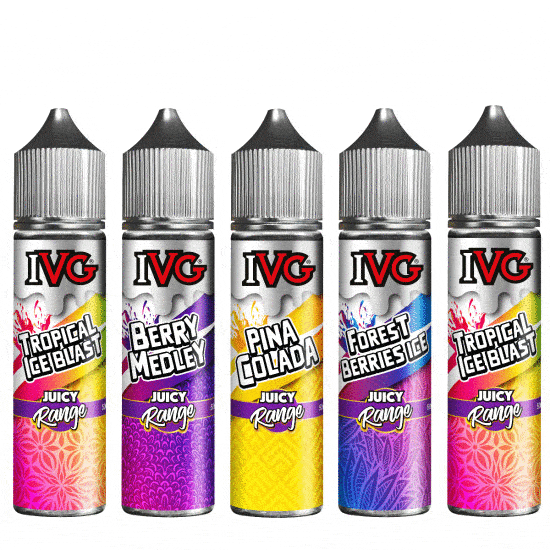 IVG
TROPICAL
ICE BLAST
JUICY
Range
IVG
BERRY
MEDLEY
JUICY
Range
IVG
PINA
COLADA
JUICY
Range
IVG
FOREST
BERRIES ICE
JUICY
Range
IVG
TROPICAL
ICE BLAST
JUICY
Range